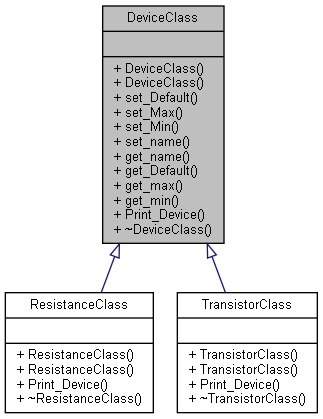 DeviceClass
+ DeviceClass()
+ DeviceClass()
+ set_Default()
+ set_Max()
+ set_Min()
+ set_name()
+ get_name()
+ get_Default()
+ get_max()
+ get_min()
+ Print_Device()
+ ~DeviceClass()
ResistanceClass
+ ResistanceClass()
+ ResistanceClass()
+ Print_Device()
+ ~ResistanceClass()
TransistorClass
+ TransistorClass()
+ TransistorClass()
+ Print_Device()
+ ~TransistorClass()